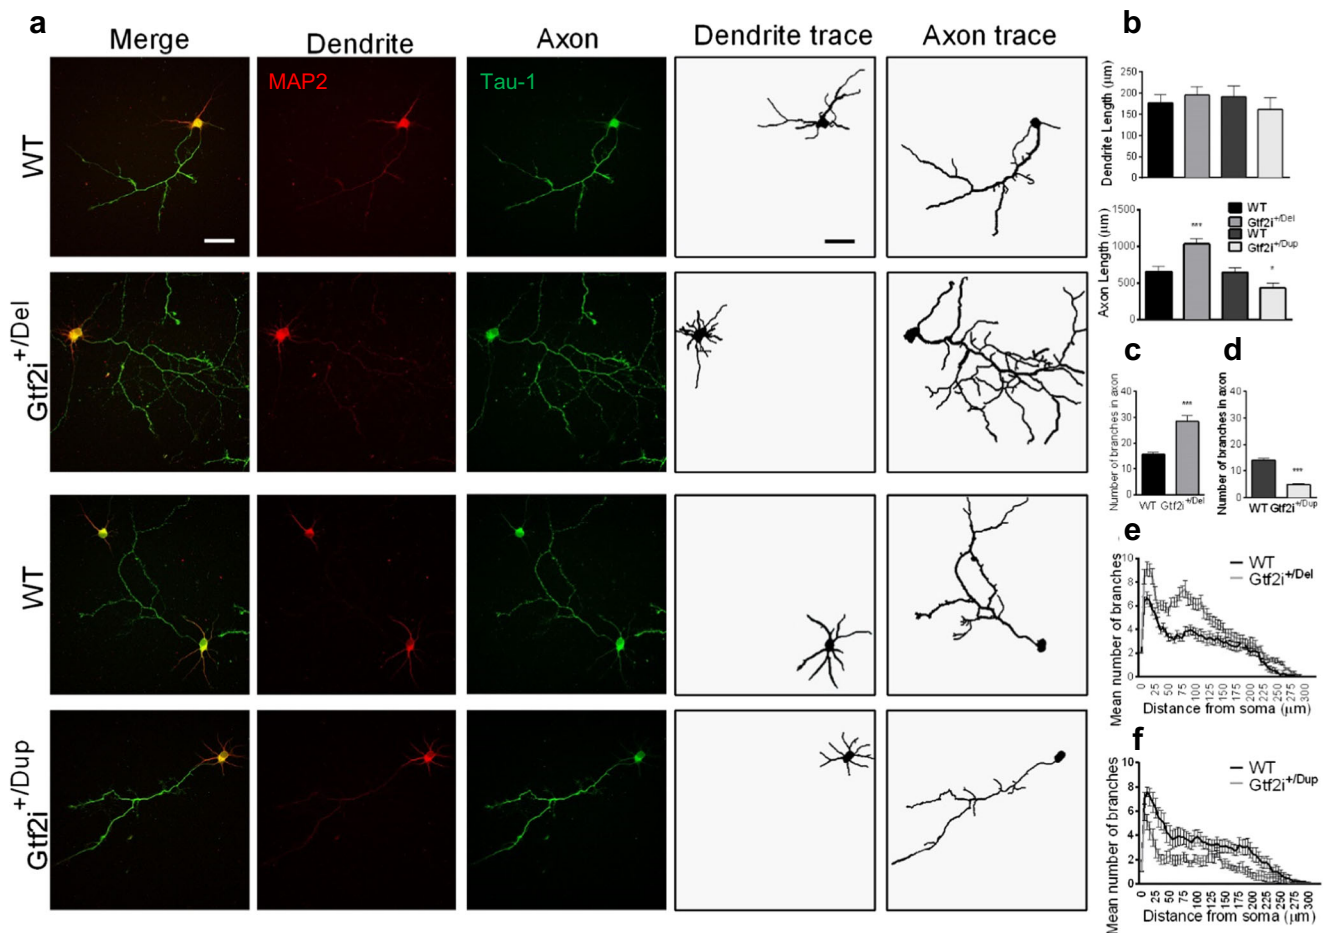 a
Merge
Dendrite
Axon
Dendrite trace
Axon trace
MAP2
Tau-1
WT
Gtf2i+/Del
WT
Gtf2i+/Dup
b
Dendrite Length (μm)
250
200
150
100
50
0
Axon Length (μm)
1500
1000
500
0
***
*
WT
Gtf2i+/Del
WT
Gtf2i+/Dup
c
Number of branches in axon
40
30
20
10
0
***
WT Gtf2i+/Del
d
Number of branches in axon
40
30
20
10
0
***
WT Gtf2i+/Dup
e
Mean number of branches
10
8
6
4
2
0
WT
Gtf2i+/Del
0 25 50 75 100 125 150 175 200 225 250 275 300
Distance from soma (μm)
f
Mean number of branches
10
8
6
4
2
0
WT
Gtf2i+/Dup
0 25 50 75 100 125 150 175 200 225 250 275 300
Distance from soma (μm)